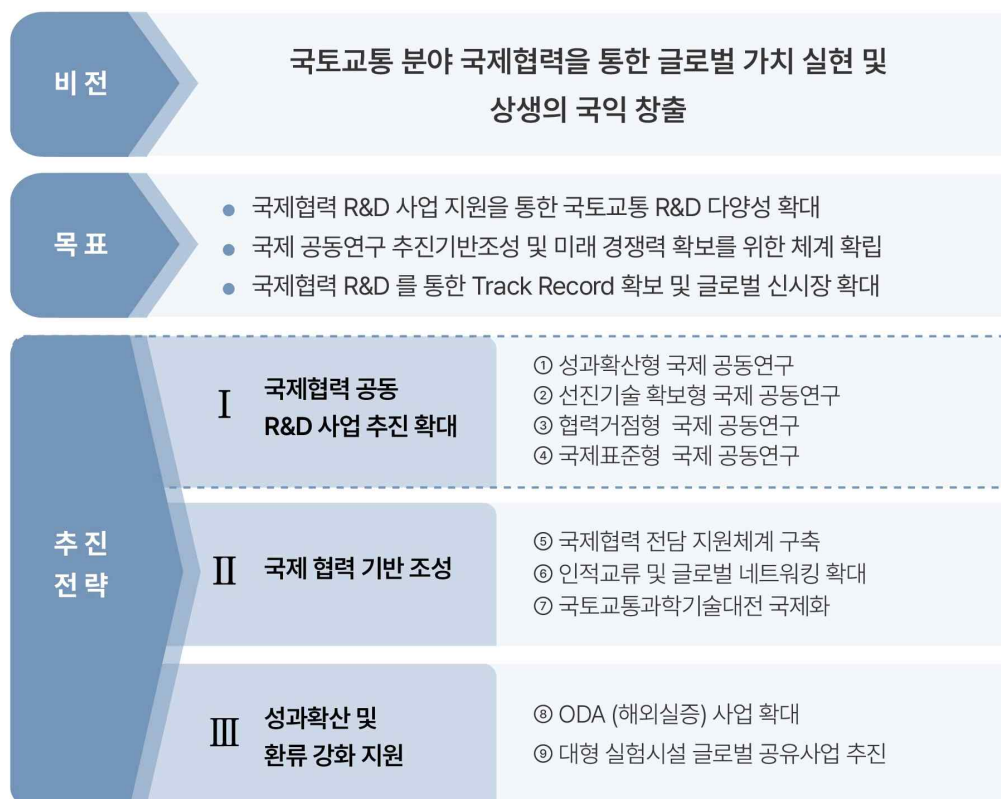 비 전
국토교통 분야 국제협력을 통한 글로벌 가치 실현 및
상생의 국익 창출
목 표
● 국제협력 R&D 사업 지원을 통한 국토교통 R&D 다양성 확대
● 국제 공동연구 추진기반조성 및 미래 경쟁력 확보를 위한 체계 확립
● 국제협력 R&D 를 통한 Track Record 확보 및 글로벌 신시장 확대
추 진
전 략
Ⅰ
국제협력 공동
R&D 사업 추진 확대
① 성과확산형 국제 공동연구
② 선진기술 확보형 국제 공동연구
③ 협력거점형 국제 공동연구
④ 국제표준형 국제 공동연구
Ⅱ
국제 협력 기반 조성
⑤ 국제협력 전담 지원체계 구축
⑥ 인적교류 및 글로벌 네트워킹 확대
⑦ 국토교통과학기술대전 국제화
Ⅲ
성과확산 및
환류 강화 지원
⑧ ODA (해외실증) 사업 확대
⑨ 대형 실험시설 글로벌 공유사업 추진